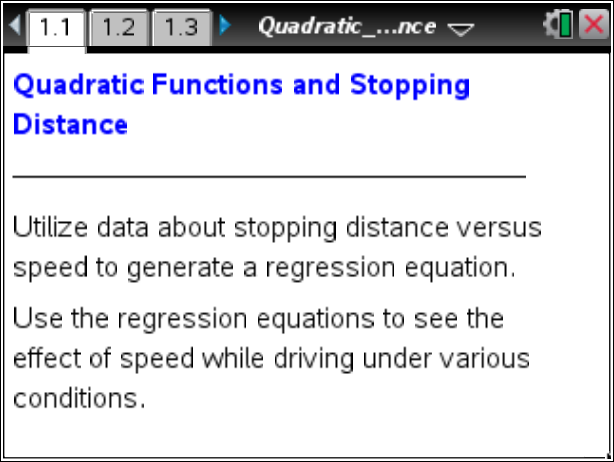 1.1 1.2 1.3 Quadratic_...nce
Quadratic Functions and Stopping
Distance
Utilize data about stopping distance versus
speed to generate a regression equation.
Use the regression equations to see the
effect of speed while driving under various
conditions.